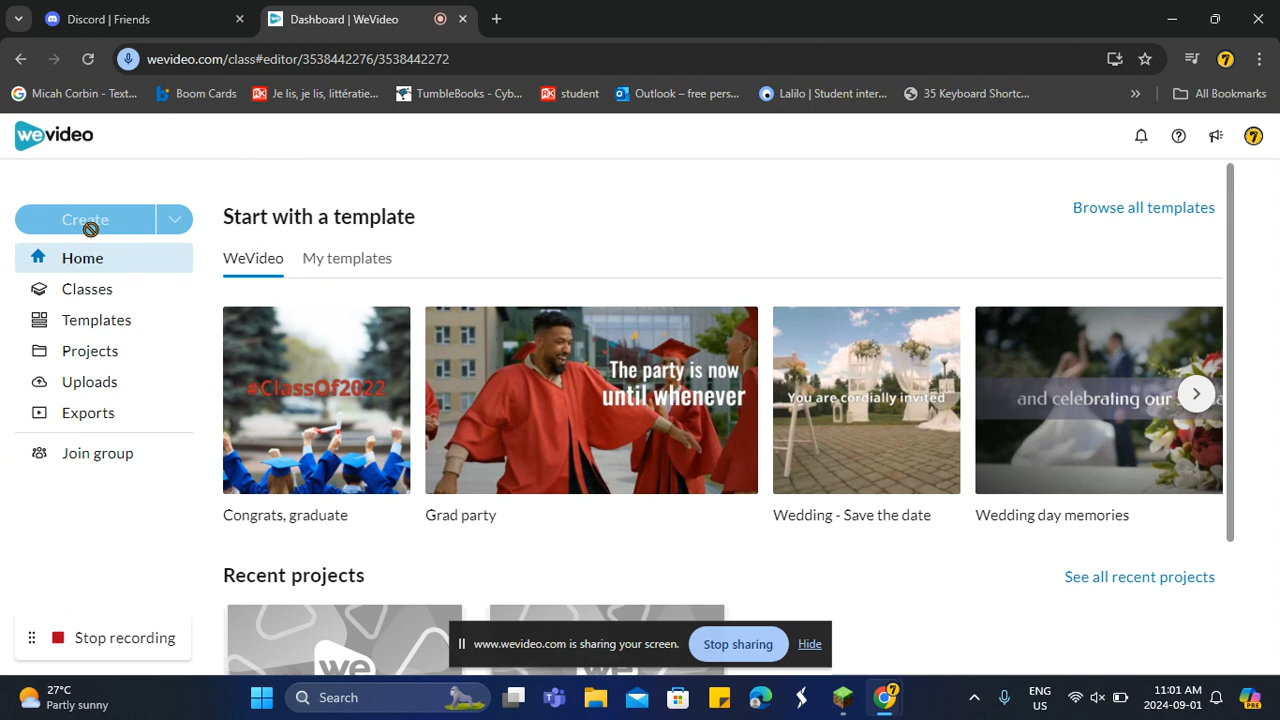 Discord | Friends
Dashboard | WeVideo
wevideo.com/class#editor/3538442276/3538442272
Micah Corbin - Text...
Boom Cards
Je lis, je lis, littératie...
TumbleBooks - Cyb...
student
Outlook – free pers...
Lalilo | Student inter...
35 Keyboard Shortc...
All Bookmarks
wevideo
Create
Home
Classes
Templates
Projects
Uploads
Exports
Join group
Start with a template
Browse all templates
WeVideo
My templates
#ClassOf2022
The party is now
until whenever
You are cordially invited
and celebrating our
Congrats, graduate
Grad party
Wedding - Save the date
Wedding day memories
Recent projects
See all recent projects
Stop recording
www.wevideo.com is sharing your screen.
Stop sharing
Hide
27°C
Partly sunny
Search
ENG
YES
11:01 AM
2024-09-01